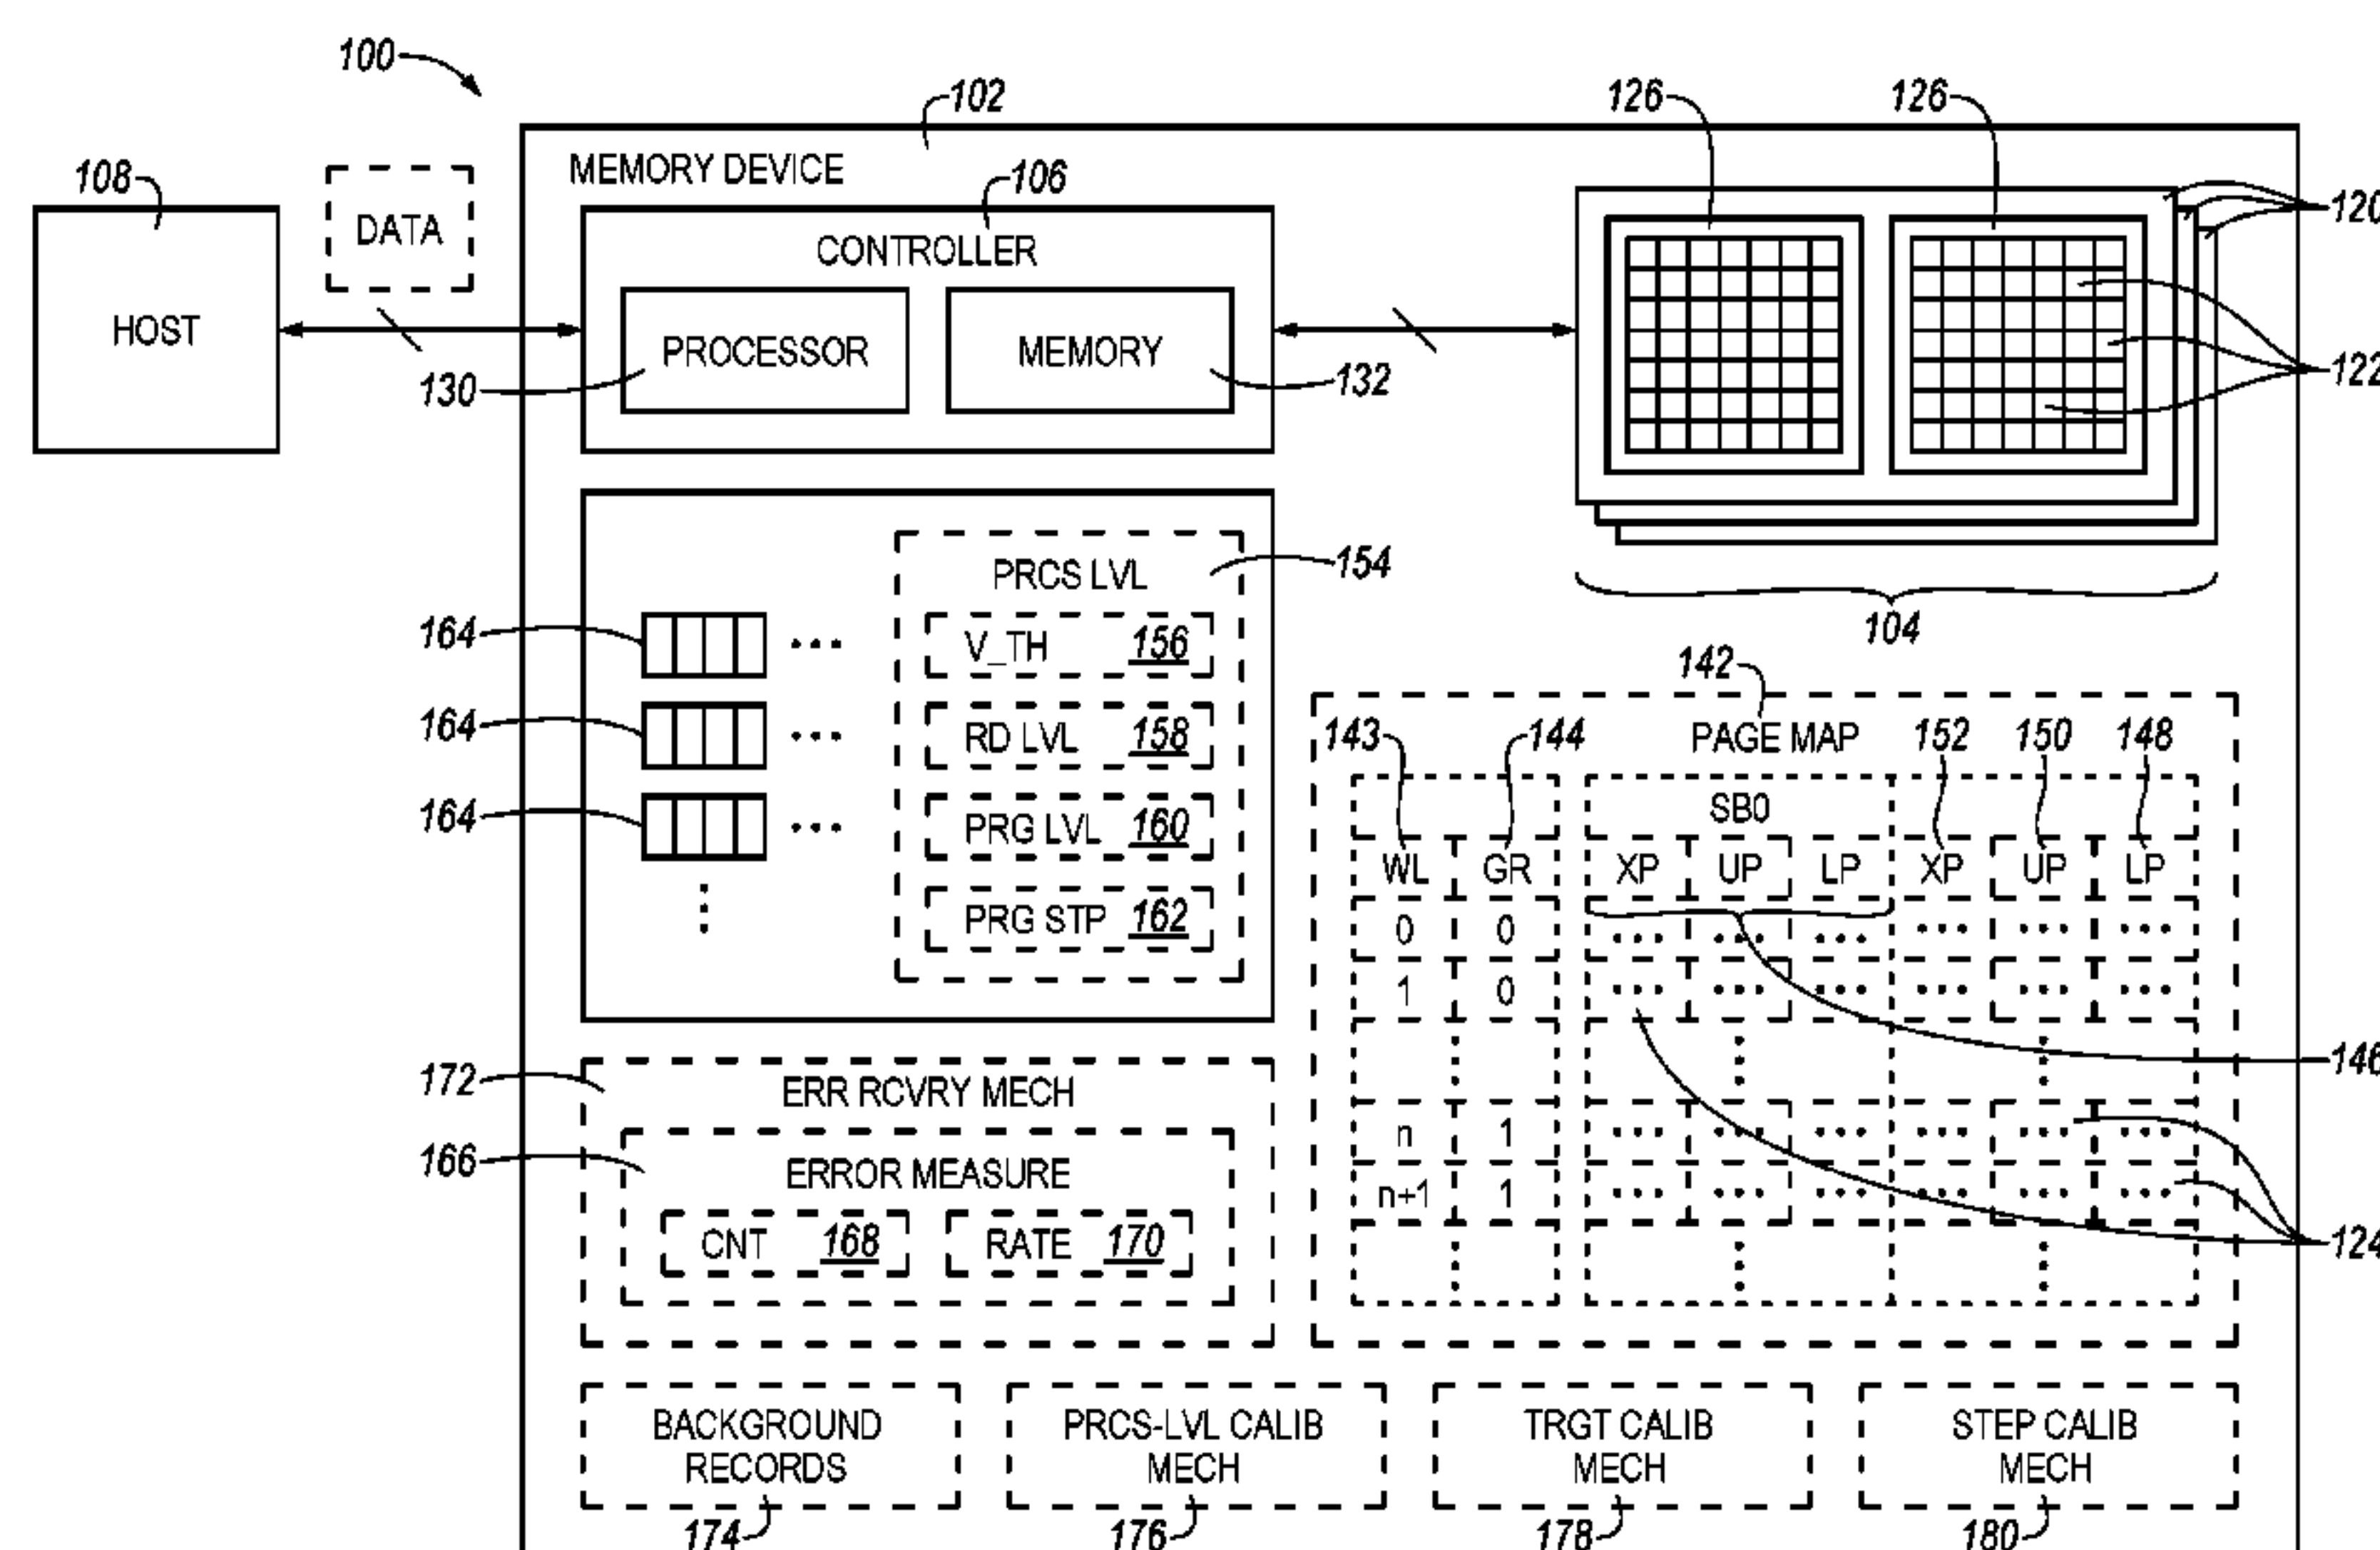 100
102
126
126
108
DATA
MEMORY DEVICE
106
120
CONTROLLER
HOST
PROCESSOR
MEMORY
130
132
122
PRCS LVL
154
104
164
V_TH 156
142
164
RD LVL 158
143
144
PAGE MAP
152
150
148
164
PRG LVL 160
SB0
WL GR XP UP LP XP UP LP
PRG STP 162
0 0 ... ... ... ... ... ...
1 0 ... ... ... ... ... ...
146
172
ERR RCVRY MECH
n 1 ... ... ... ... ... ...
166
ERROR MEASURE
n+1 1 ... ... ... ... ... ...
CNT 168
RATE 170
124
BACKGROUND
RECORDS
PRCS-LVL CALIB
MECH
TRGT CALIB
MECH
STEP CALIB
MECH
174
176
178
180